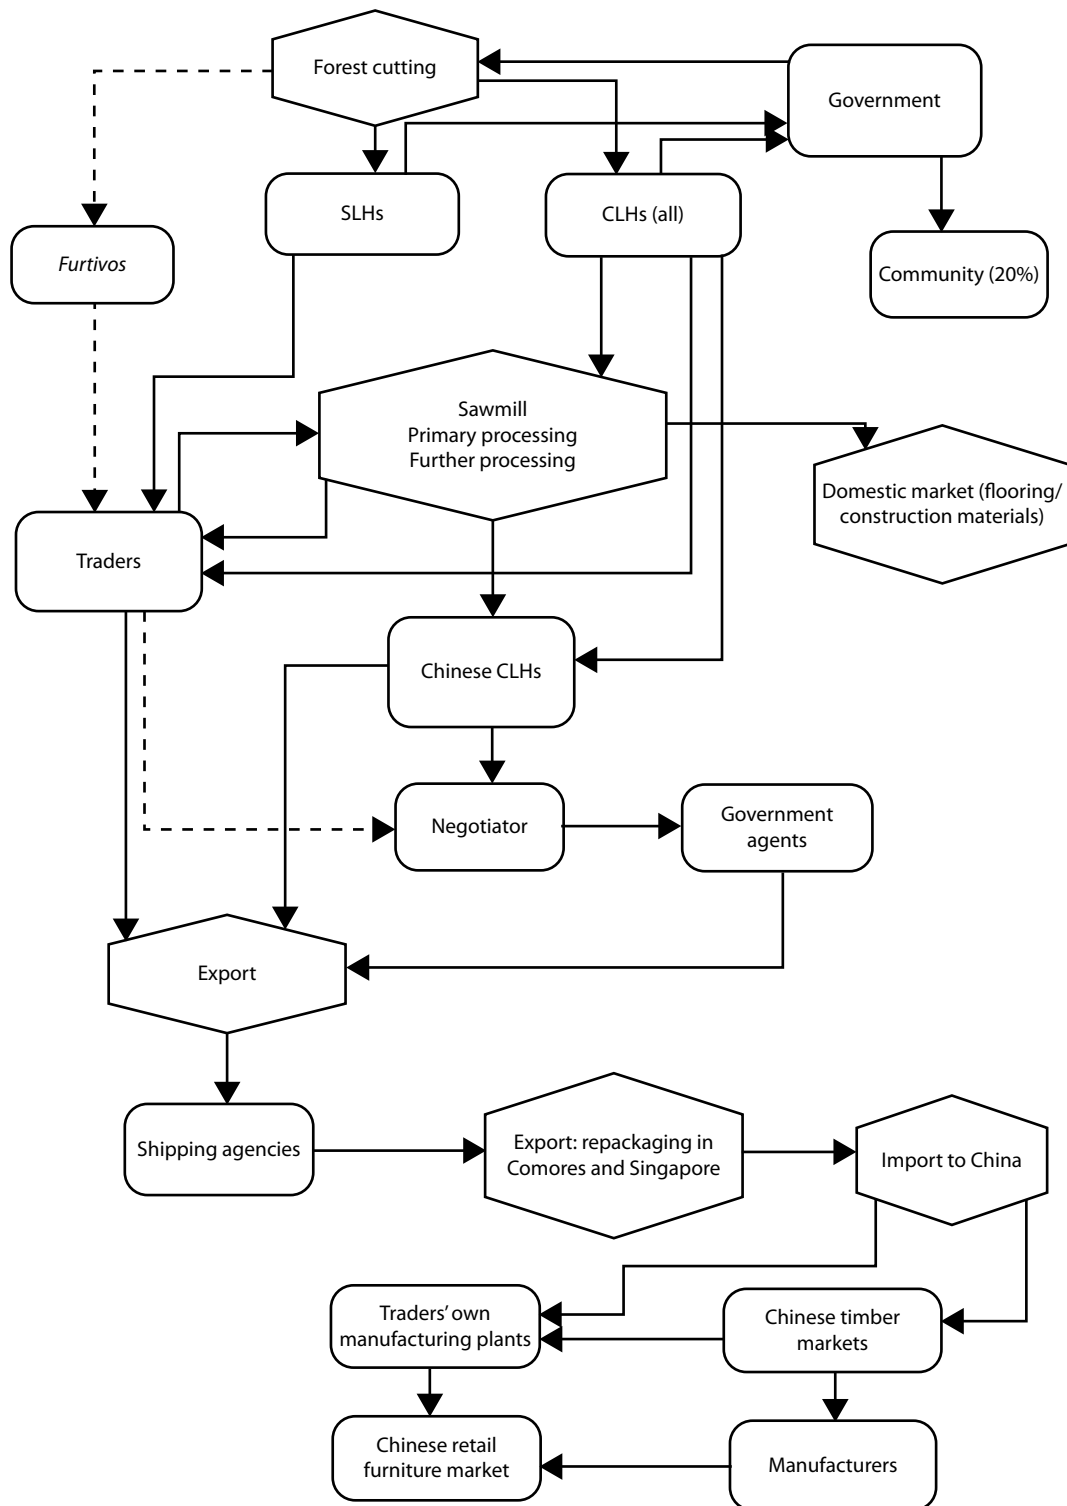 Forest cutting
Government
SLHs
CLHs (all)
Furtivos
Community (20%)
Sawmill
Primary processing
Further processing
Domestic market (flooring/
construction materials)
Traders
Chinese CLHs
Negotiator
Government
agents
Export
Shipping agencies
Export: repackaging in
Comores and Singapore
Import to China
Traders’ own
manufacturing plants
Chinese timber
markets
Chinese retail
furniture market
Manufacturers